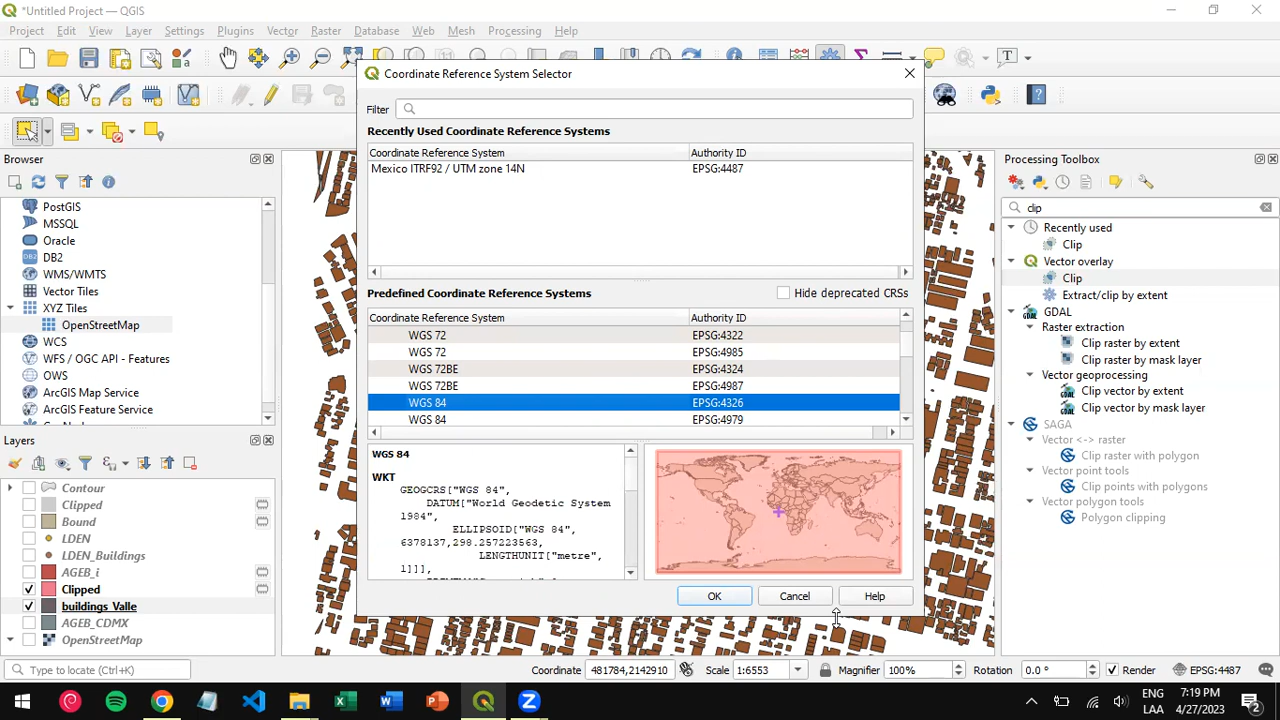 *Untitled Project — QGIS
Project Edit View Layer Settings Plugins Vector Raster Database Web Mesh Processing Help
Coordinate Reference System Selector
Filter
Recently Used Coordinate Reference Systems
Coordinate Reference System Authority ID
Mexico ITRF92 / UTM zone 14N EPSG:4487
Predefined Coordinate Reference Systems Hide deprecated CRSs
Coordinate Reference System Authority ID
WGS 72 EPSG:4322
WGS 72 EPSG:4985
WGS 72BE EPSG:4324
WGS 72BE EPSG:4987
WGS 84 EPSG:4326
WGS 84 EPSG:4979
WGS 84
WKT
GEOGCRS["WGS 84",
DATUM["World Geodetic System
1984",
ELLIPSOID["WGS 84",
6378137,298.257223563,
LENGTHUNIT["metre",
1]]],
OK Cancel Help
Browser
PostGIS
MSSQL
Oracle
DB2
WMS/WMTS
Vector Tiles
XYZ Tiles
OpenStreetMap
WCS
WFS / OGC API - Features
OWS
ArcGIS Map Service
ArcGIS Feature Service
Layers
Contour
Clipped
Bound
LDEN
LDEN_Buildings
AGEB_i
Clipped
buildings_Valle
AGEB_CDMX
OpenStreetMap
Processing Toolbox
clip
Recently used
Clip
Vector overlay
Clip
Extract/clip by extent
GDAL
Raster extraction
Clip raster by extent
Clip raster by mask layer
Vector geoprocessing
Clip vector by extent
Clip vector by mask layer
SAGA
Vector <-> raster
Clip raster with polygon
Vector point tools
Clip points with polygons
Vector polygon tools
Polygon clipping
Type to locate (Ctrl+K) Coordinate 481784,2142910 Scale 1:6553 Magnifier 100% Rotation 0.0 ° Render EPSG:4487
ENG 7:19 PM
LAA 4/27/2023
2